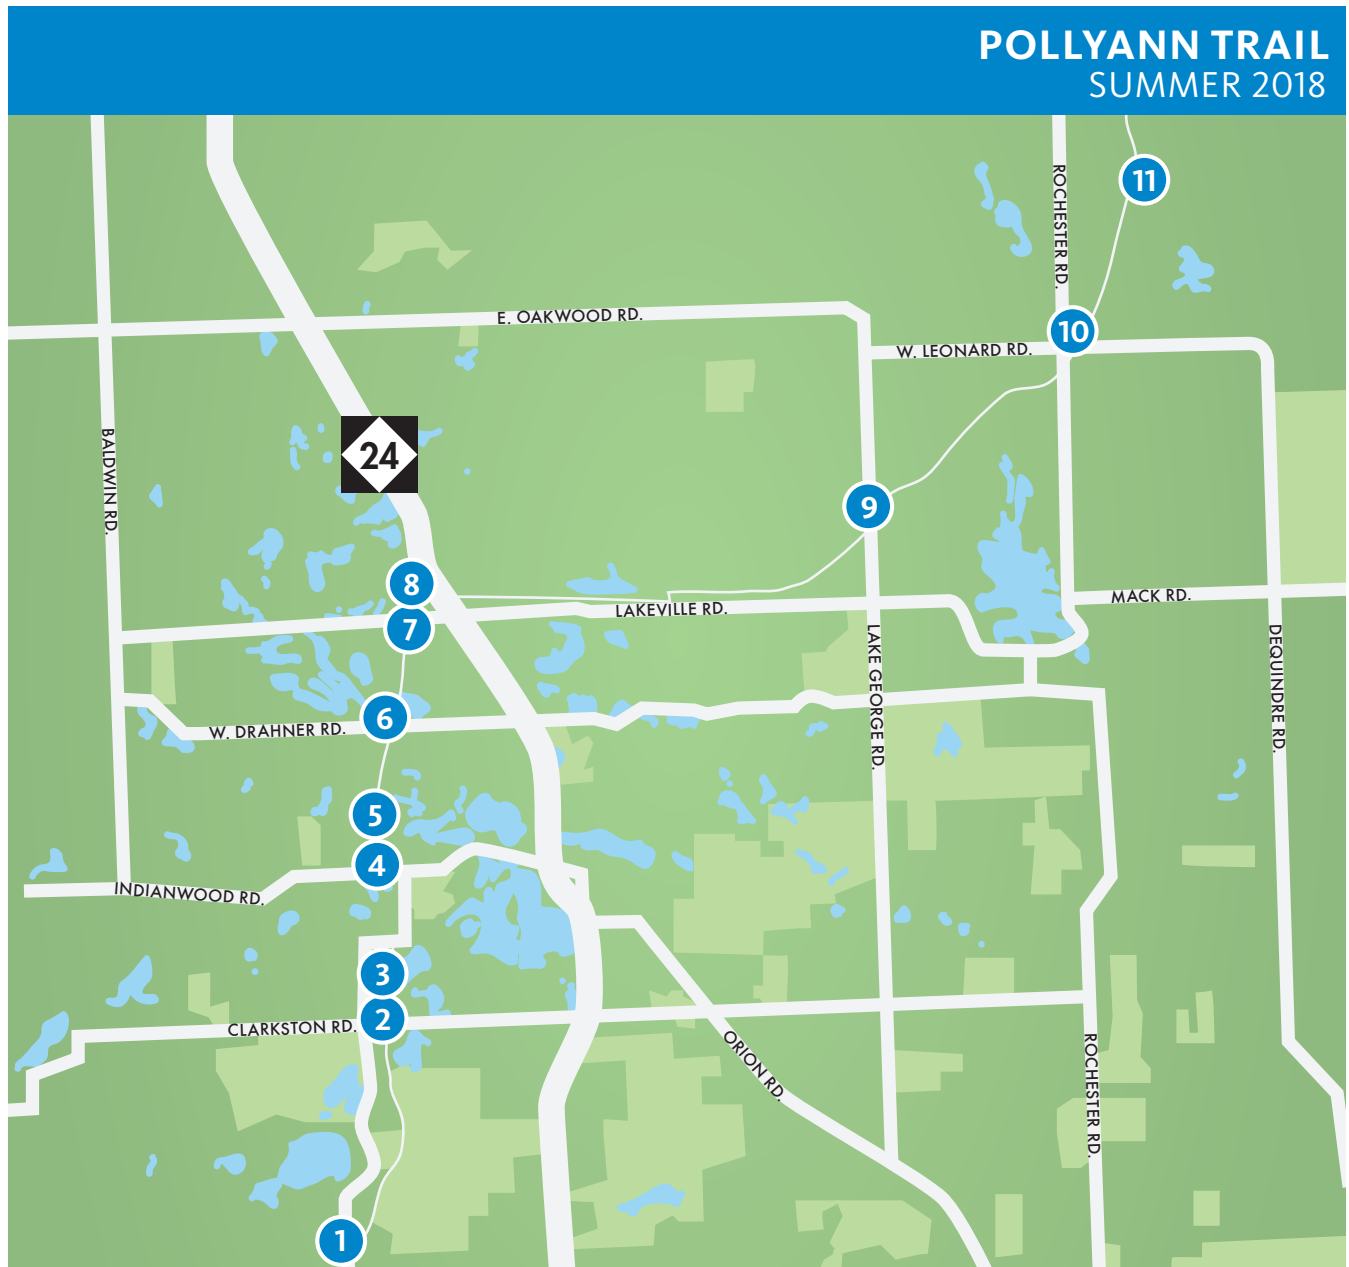 POLLYANN TRAIL
SUMMER 2018
11
ROCHESTER RD.
E. OAKWOOD RD.
10
W. LEONARD RD.
24
BALDWIN RD.
9
8
MACK RD.
LAKEVILLE RD.
7
LAKE GEORGE RD.
DEQUINDRE RD.
6
W. DRAHNER RD.
5
4
INDIANWOOD RD.
3
2
CLARKSTON RD.
ORION RD.
ROCHESTER RD.
1